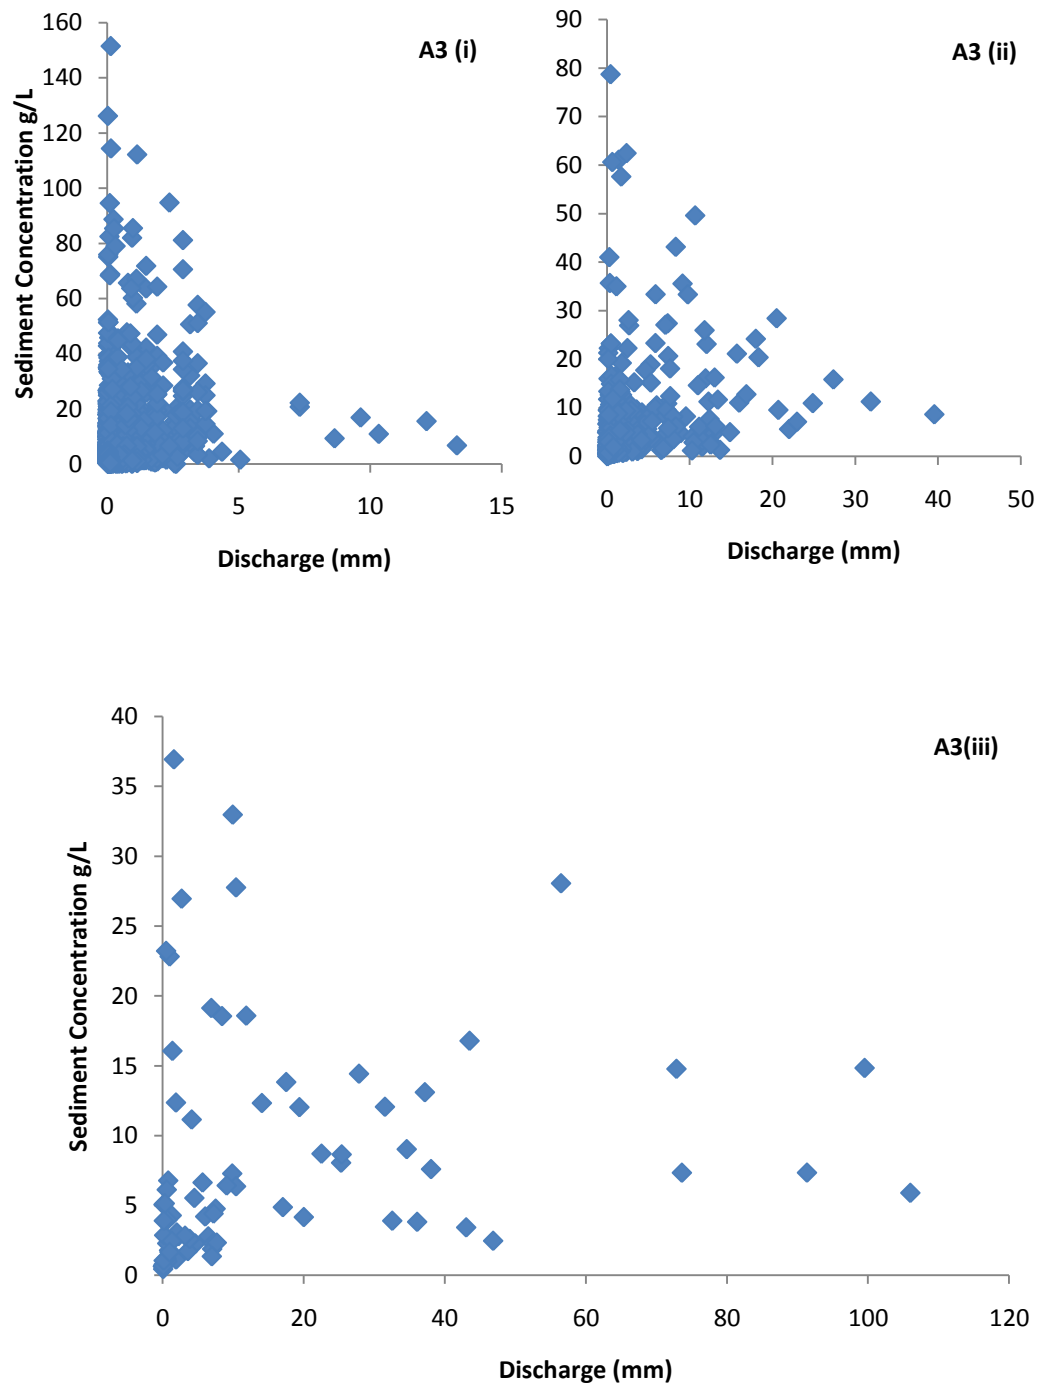 A3 (i)
Sediment Concentration g/L
160
140
120
100
80
60
40
20
0
0 5 10 15
Discharge (mm)
A3 (ii)
90
80
70
60
50
40
30
20
10
0
0 10 20 30 40 50
Discharge (mm)
A3(iii)
Sediment Concentration g/L
40
35
30
25
20
15
10
5
0
0 20 40 60 80 100 120
Discharge (mm)